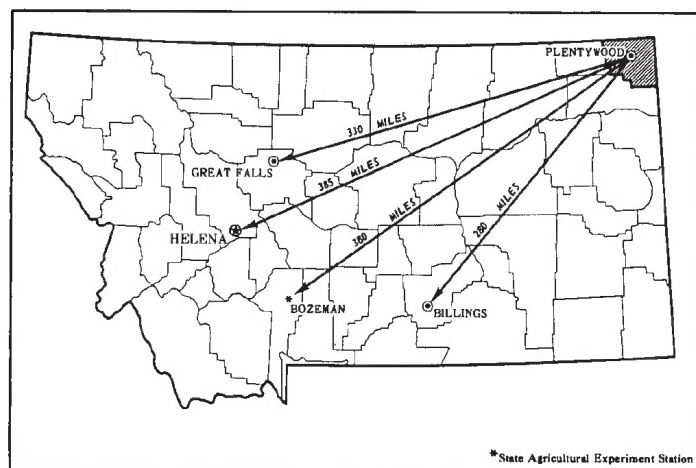 PLENTYWOOD
330 MILES
GREAT FALLS
385 MILES
HELENA
380 MILES
280 MILES
*BOZEMAN
BILLINGS
*State Agricultural Experiment Station